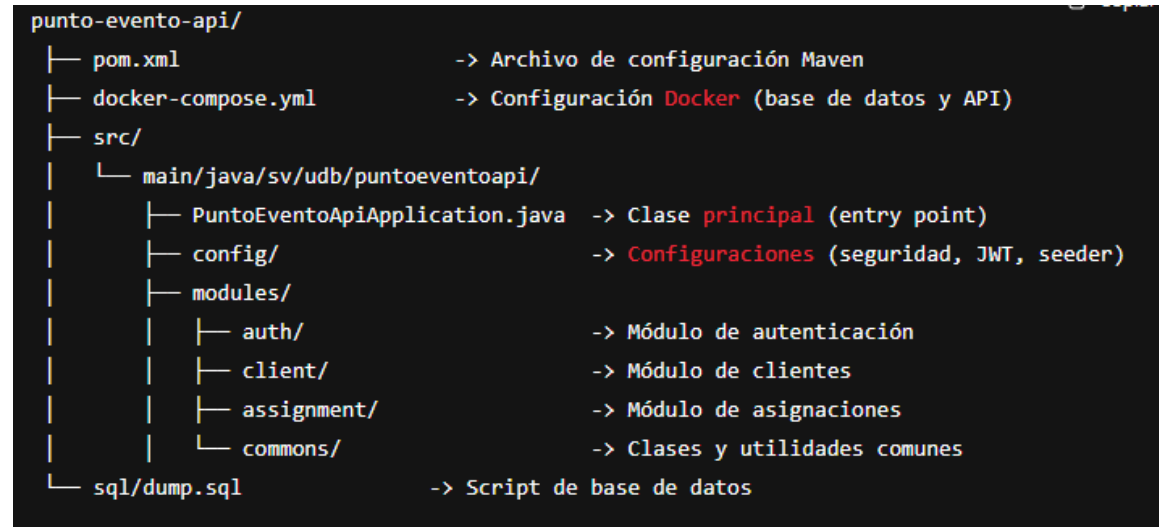 punto-evento-api/
├── pom.xml -> Archivo de configuración Maven
├── docker-compose.yml -> Configuración Docker (base de datos y API)
├── src/
│ └── main/java/sv/udb/puntoeventoapi/
│ ├── PuntoEventoApiApplication.java -> Clase principal (entry point)
│ ├── config/ -> Configuraciones (seguridad, JWT, seeder)
│ ├── modules/
│ │ ├── auth/ -> Módulo de autenticación
│ │ ├── client/ -> Módulo de clientes
│ │ ├── assignment/ -> Módulo de asignaciones
│ │ └── commons/ -> Clases y utilidades comunes
└── sql/dump.sql -> Script de base de datos